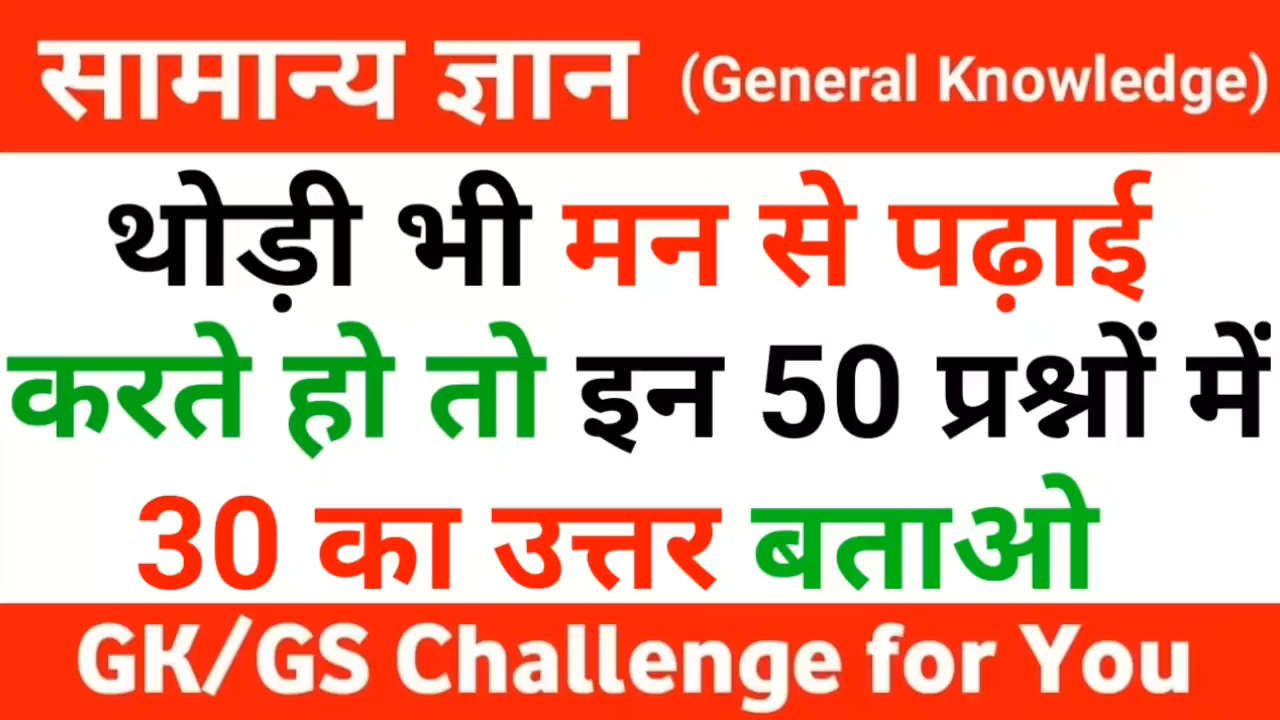 सामान्य ज्ञान (General Knowledge)
थोड़ी भी मन से पढ़ाई
करते हो तो इन 50 प्रश्नों में
30 का उत्तर बताओ
GK/GS Challenge for You